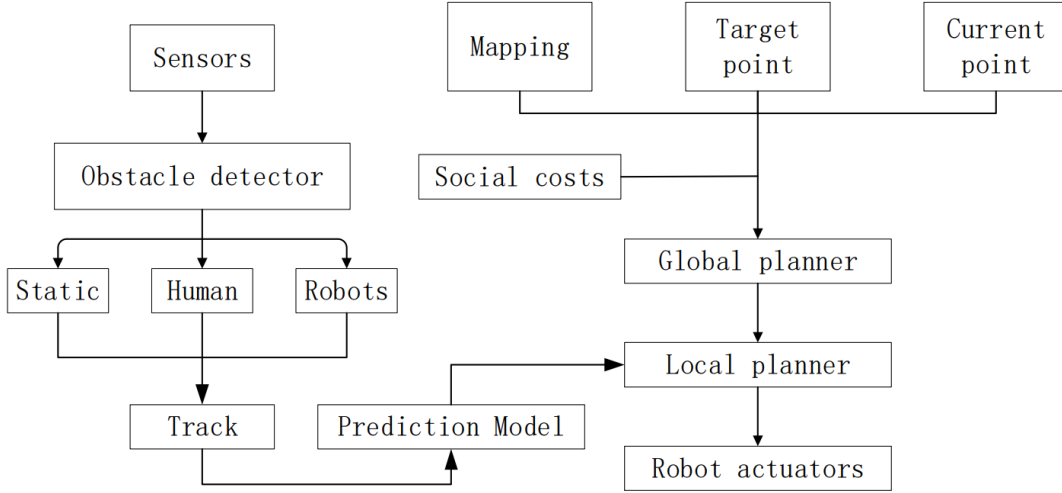 Sensors
Mapping
Target
point
Current
point
Obstacle detector
Social costs
Static
Human
Robots
Global planner
Local planner
Track
Prediction Model
Robot actuators